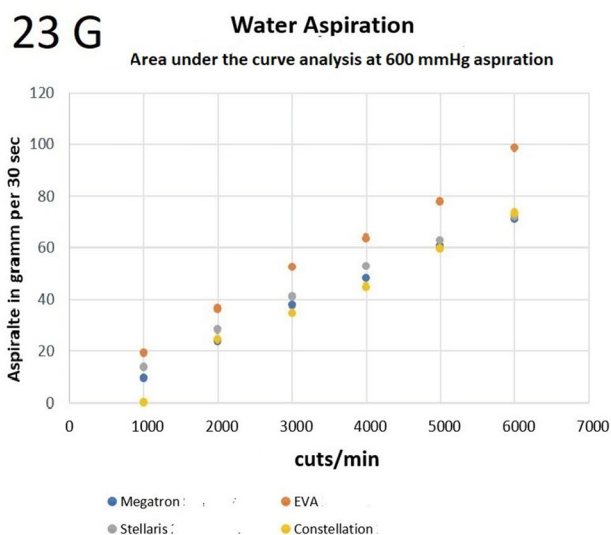 23 G
Water Aspiration
Area under the curve analysis at 600 mmHg aspiration
120
100
80
60
40
20
0
Aspiralte in gramm per 30 sec
0 1000 2000 3000 4000 5000 6000 7000
cuts/min
Megatron EVA
Stellaris Constellation